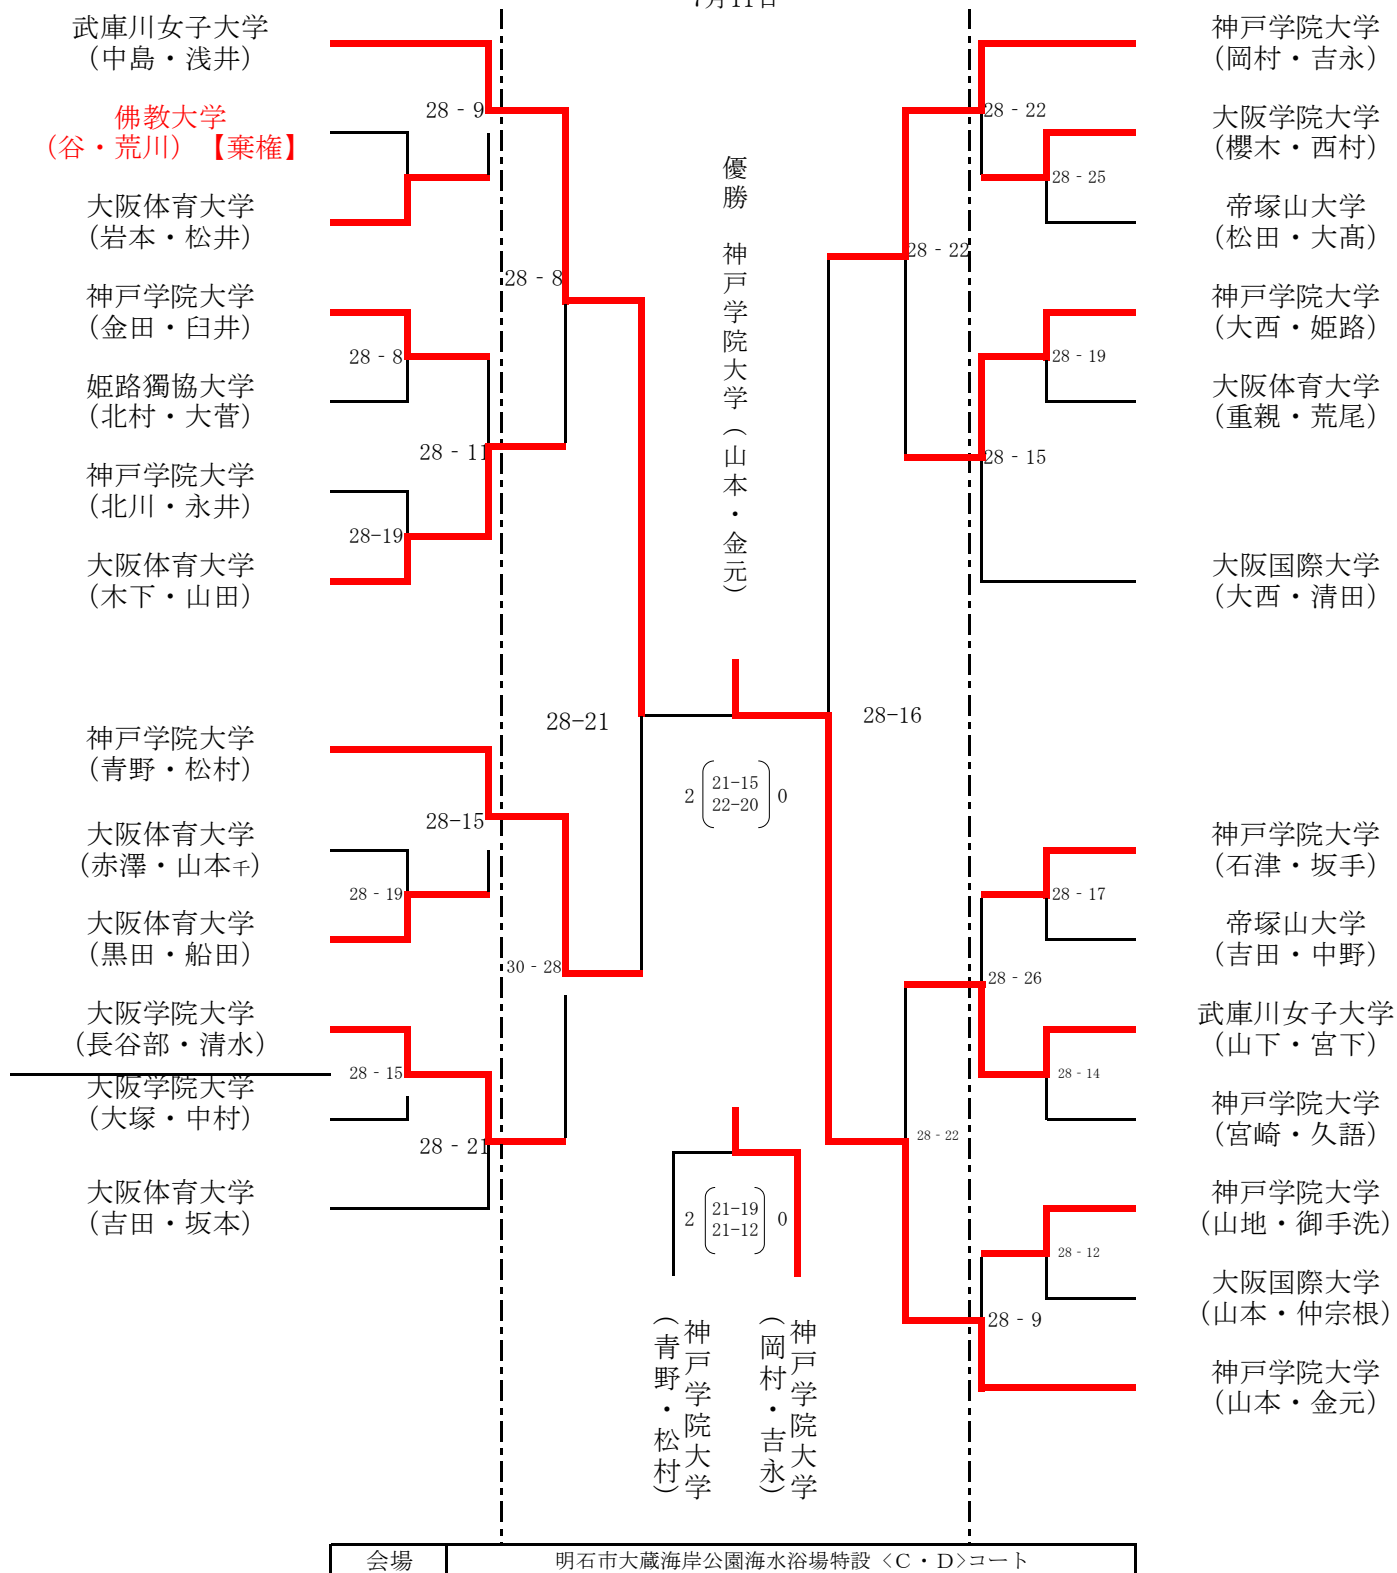 7月11日
武庫川女子大学
（中島・浅井）
佛教大学
（谷・荒川）【棄権】
大阪体育大学
（岩本・松井）
神戸学院大学
（金田・臼井）
姫路獨協大学
（北村・大菅）
神戸学院大学
（北川・永井）
大阪体育大学
（木下・山田）
神戸学院大学
（青野・松村）
大阪体育大学
（赤澤・山本千）
大阪体育大学
（黒田・船田）
大阪学院大学
（長谷部・清水）
大阪学院大学
（大塚・中村）
大阪体育大学
（吉田・坂本）
28 - 9
28 - 8
28 - 8
28 - 11
28-19
28-21
28-15
28 - 19
30 - 28
28 - 15
28 - 21
優勝　神戸学院大学（山本・金元）
2
21-15
22-20
0
2
21-19
21-12
0
神戸学院大学
（青野・松村）
神戸学院大学
（岡村・吉永）
28 - 22
28 - 25
28 - 22
28 - 19
28 - 15
28-16
28 - 17
28 - 26
28 - 14
28 - 22
28 - 12
28 - 9
神戸学院大学
（岡村・吉永）
大阪学院大学
（櫻木・西村）
帝塚山大学
（松田・大髙）
神戸学院大学
（大西・姫路）
大阪体育大学
（重親・荒尾）
大阪国際大学
（大西・清田）
神戸学院大学
（石津・坂手）
帝塚山大学
（吉田・中野）
武庫川女子大学
（山下・宮下）
神戸学院大学
（宮崎・久語）
神戸学院大学
（山地・御手洗）
大阪国際大学
（山本・仲宗根）
神戸学院大学
（山本・金元）
会場
明石市大蔵海岸公園海水浴場特設〈C・D〉コート